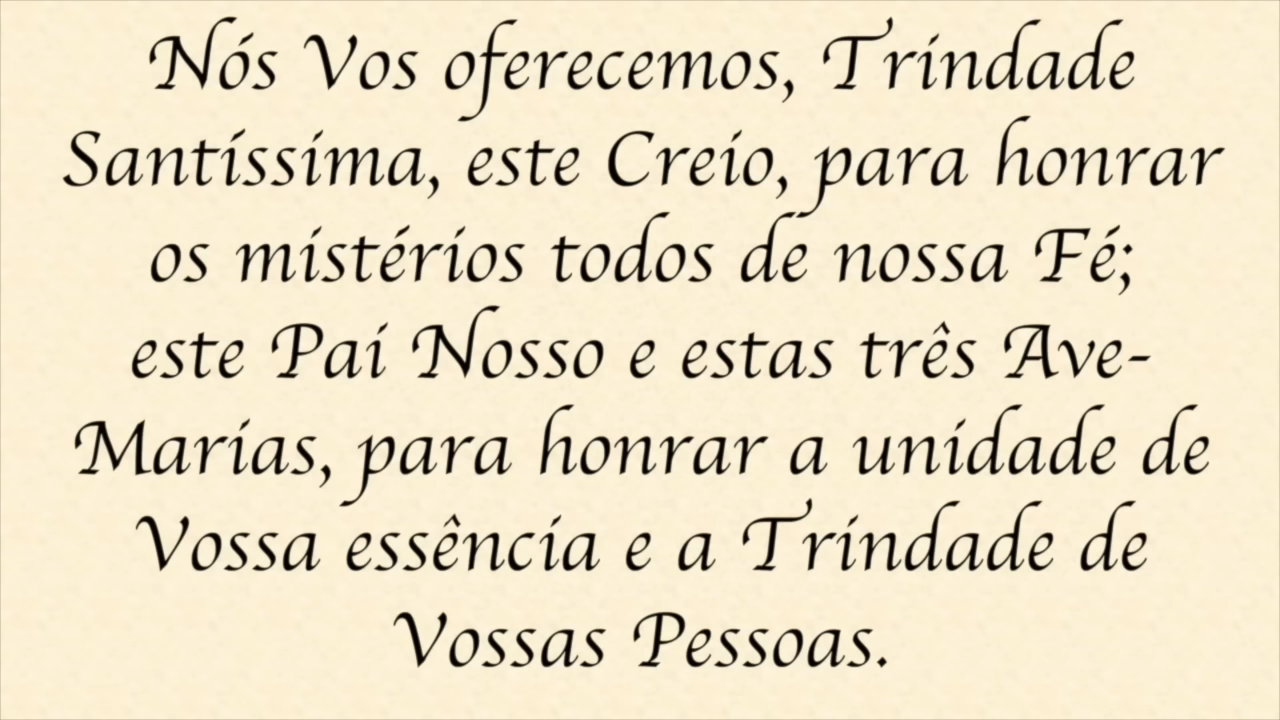 Nós Vos oferecemos, Trindade
Santíssima, este Creio, para honrar
os mistérios todos de nossa Fé;
este Pai Nosso e estas três Ave-
Marias, para honrar a unidade de
Vossa essência e a Trindade de
Vossas Pessoas.